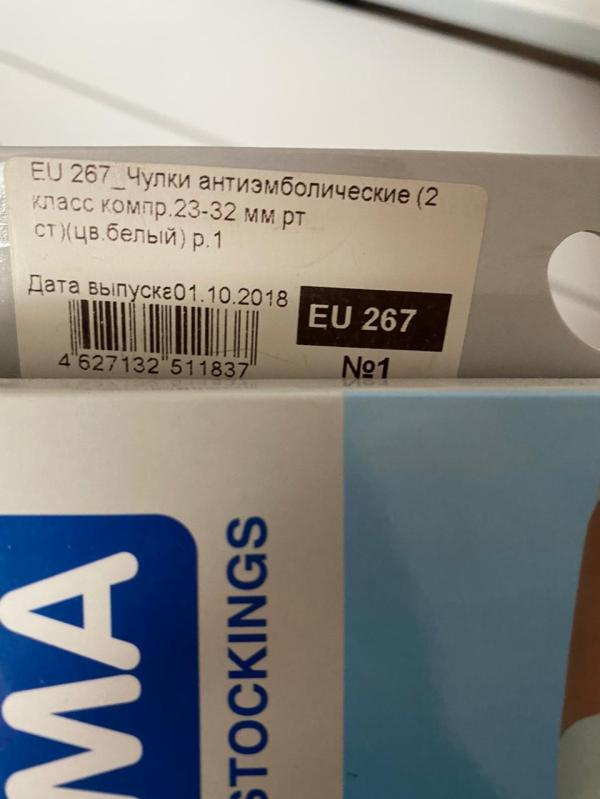 EU 267_Чулки антиэмболические (2
класс компр.23-32 мм рт
ст)(цв.белый) р.1
Дата выпуска01.10.2018
EU 267
4 627132 511837
№1
MA
STOCKINGS